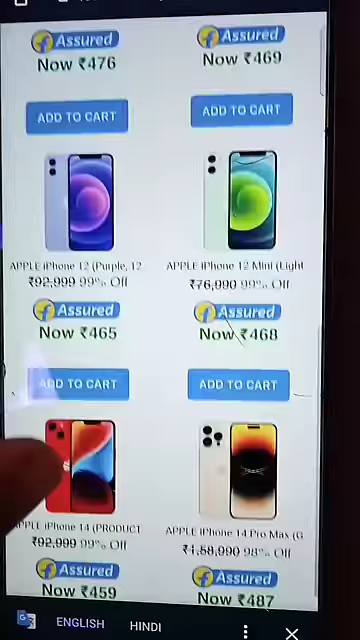 Assured Assured
Now ₹476 Now ₹469
ADD TO CART ADD TO CART
APPLE iPhone 12 (Purple, 12 APPLE iPhone 12 Mini (Light
₹92,999 99% Off ₹76,990 99% Off
Assured Assured
Now ₹465 Now ₹468
ADD TO CART ADD TO CART
APPLE iPhone 14 (PRODUCT APPLE iPhone 14 Pro Max (G
₹92,999 99% Off ₹1,58,990 98% Off
Assured Assured
Now ₹459 Now ₹487
ENGLISH HINDI